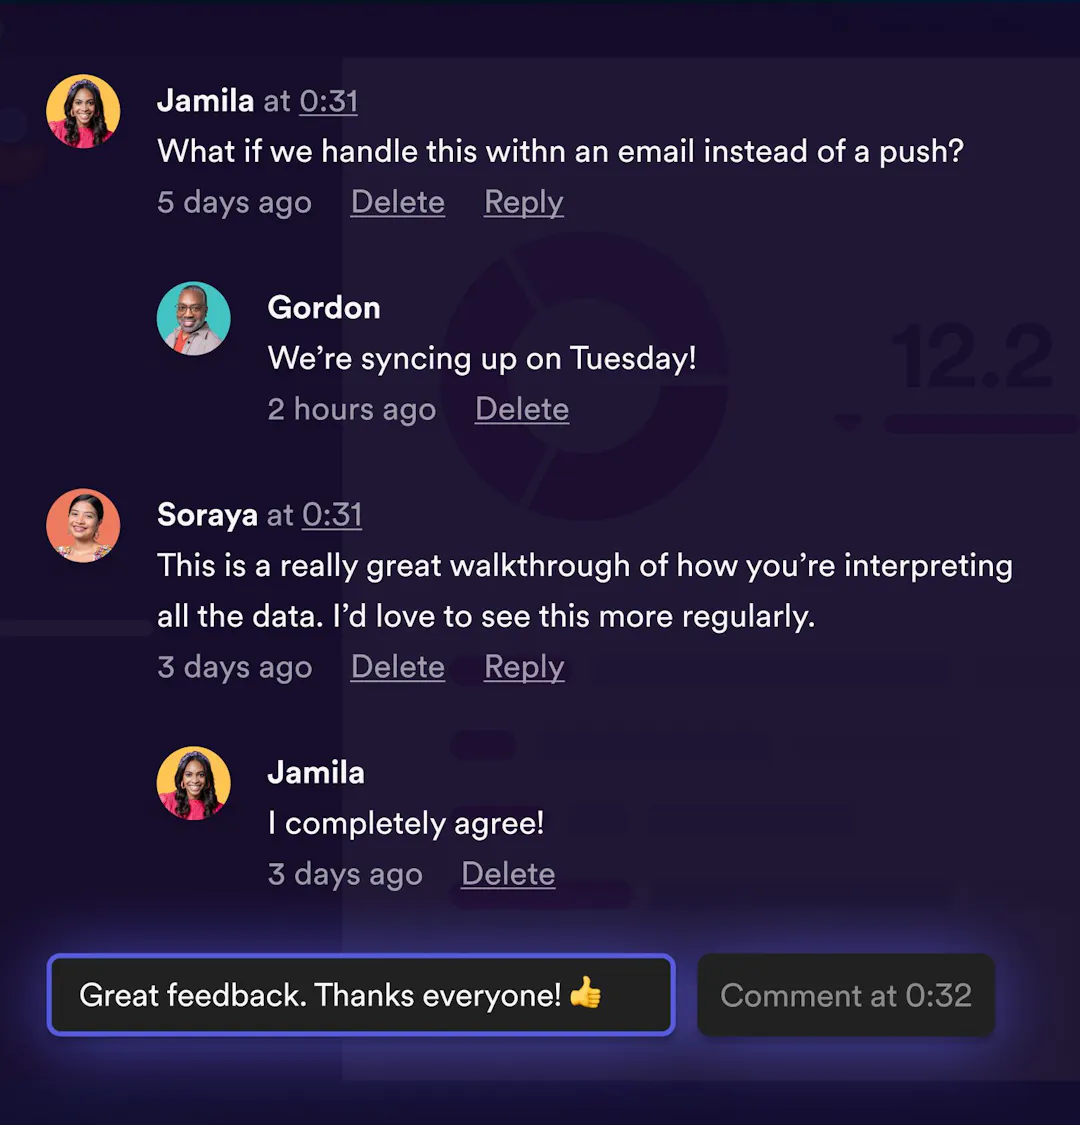 Jamila at 0:31
What if we handle this withn an email instead of a push?
5 days ago Delete Reply
Gordon
We’re syncing up on Tuesday!
2 hours ago Delete
12.2
Soraya at 0:31
This is a really great walkthrough of how you’re interpreting
all the data. I’d love to see this more regularly.
3 days ago Delete Reply
Jamila
I completely agree!
3 days ago Delete
Great feedback. Thanks everyone! 👍
Comment at 0:32